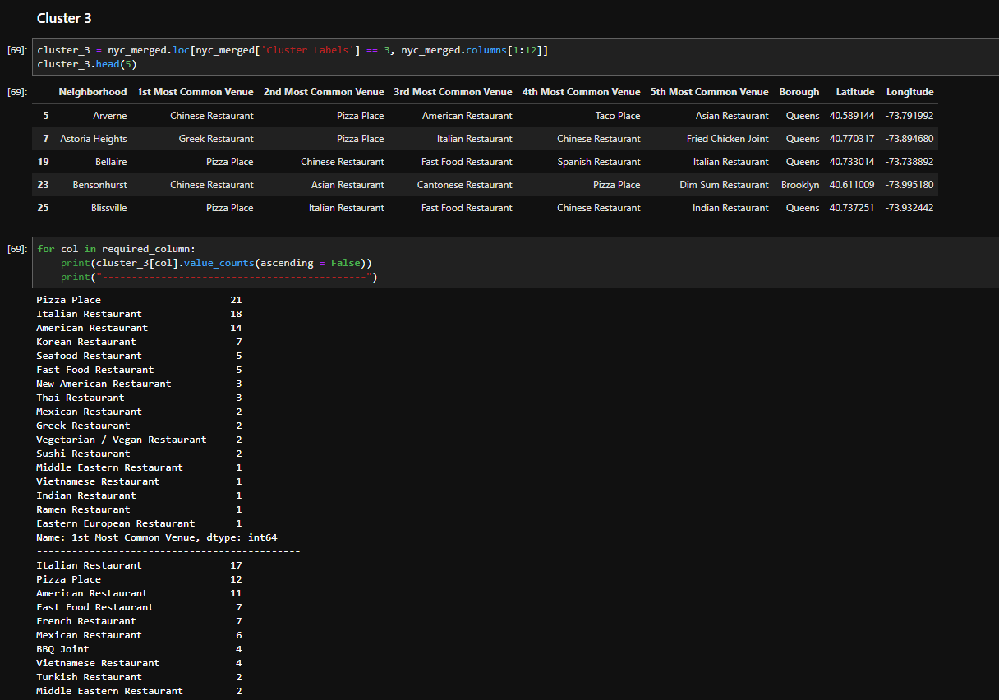 Cluster 3
[69]: cluster_3 = nyc_merged.loc[nyc_merged['Cluster Labels'] == 3, nyc_merged.columns[1:12]]
cluster_3.head(5)
[69]: Neighborhood 1st Most Common Venue 2nd Most Common Venue 3rd Most Common Venue 4th Most Common Venue 5th Most Common Venue Borough Latitude Longitude
5 Arverne Chinese Restaurant Pizza Place American Restaurant Taco Place Asian Restaurant Queens 40.589144 -73.791992
7 Astoria Heights Greek Restaurant Pizza Place Italian Restaurant Chinese Restaurant Fried Chicken Joint Queens 40.770317 -73.894680
19 Bellaire Pizza Place Chinese Restaurant Fast Food Restaurant Spanish Restaurant Italian Restaurant Queens 40.733014 -73.738892
23 Bensonhurst Chinese Restaurant Asian Restaurant Cantonese Restaurant Pizza Place Dim Sum Restaurant Brooklyn 40.611009 -73.995180
25 Blissville Pizza Place Italian Restaurant Fast Food Restaurant Chinese Restaurant Indian Restaurant Queens 40.737251 -73.932442
[69]: for col in required_column:
print(cluster_3[col].value_counts(ascending = False))
print("---------------------------------------------")
Pizza Place 21
Italian Restaurant 18
American Restaurant 14
Korean Restaurant 7
Seafood Restaurant 5
Fast Food Restaurant 5
New American Restaurant 3
Thai Restaurant 3
Mexican Restaurant 2
Greek Restaurant 2
Vegetarian / Vegan Restaurant 2
Sushi Restaurant 2
Middle Eastern Restaurant 1
Vietnamese Restaurant 1
Indian Restaurant 1
Ramen Restaurant 1
Eastern European Restaurant 1
Name: 1st Most Common Venue, dtype: int64
---------------------------------------------
Italian Restaurant 17
Pizza Place 12
American Restaurant 11
Fast Food Restaurant 7
French Restaurant 7
Mexican Restaurant 6
BBQ Joint 4
Vietnamese Restaurant 4
Turkish Restaurant 2
Middle Eastern Restaurant 2